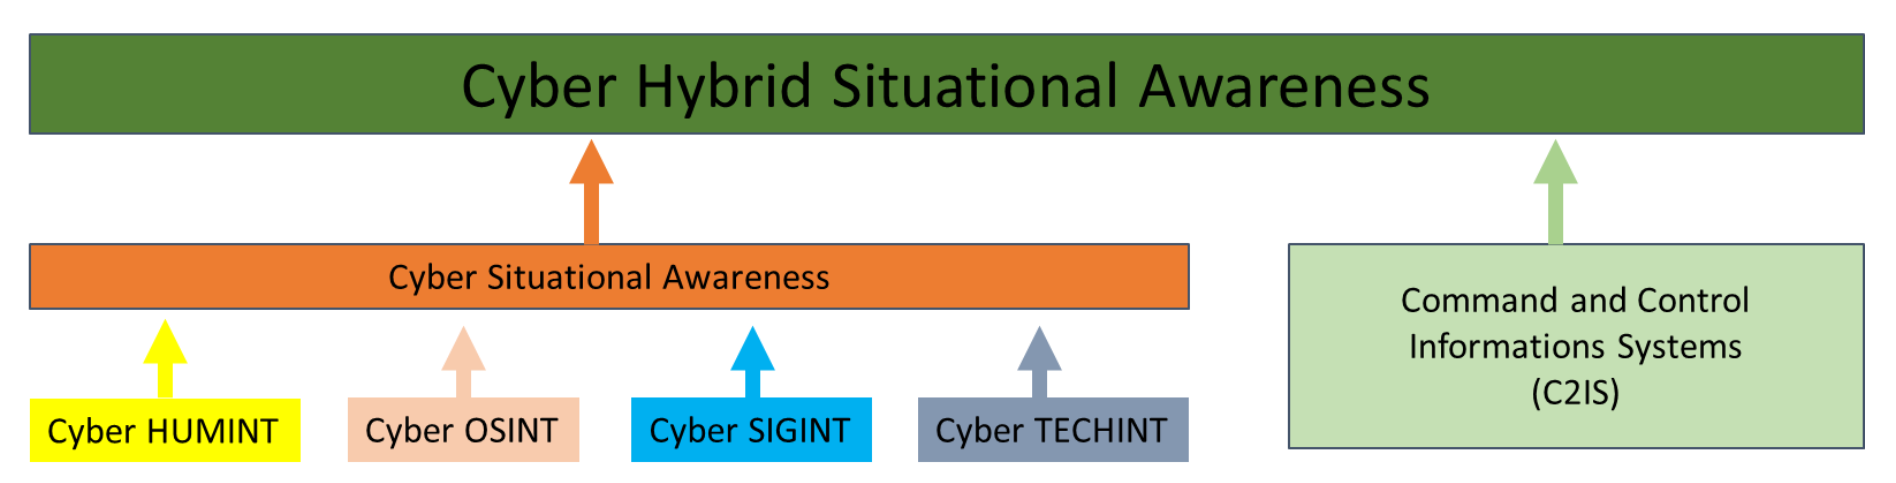 Cyber Hybrid Situational Awareness
Cyber Situational Awareness
Command and Control
Informations Systems
(C2IS)
Cyber HUMINT
Cyber OSINT
Cyber SIGINT
Cyber TECHINT